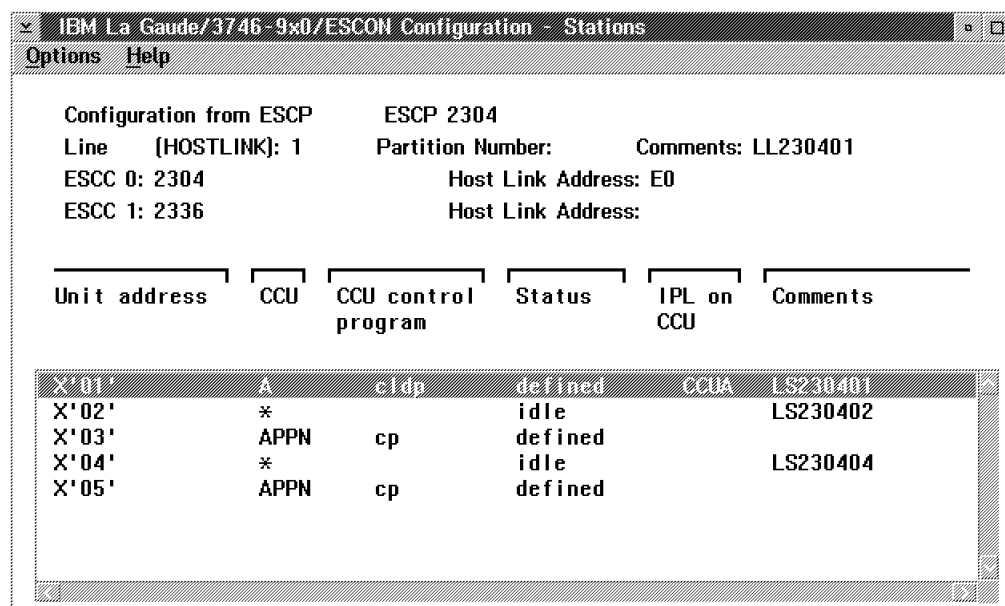 IBM La Gaude/3746-9x0/ESCON Configuration - Stations
Options Help
Configuration from ESCP ESCP 2304
Line (HOSTLINK): 1 Partition Number: Comments: LL230401
ESCC 0: 2304 Host Link Address: E0
ESCC 1: 2336 Host Link Address:
Unit address CCU CCU control program Status IPL on CCU Comments
X'01' A cldp defined CCUA LS230401
X'02' * idle LS230402
X'03' APPN cp defined
X'04' * idle LS230404
X'05' APPN cp defined